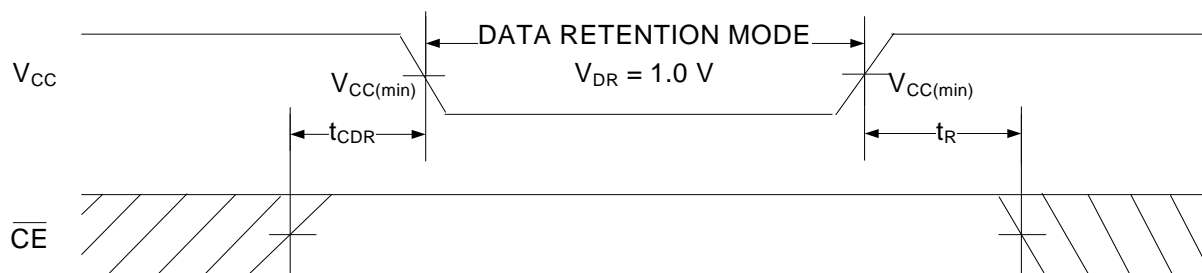 DATA RETENTION MODE
VCC
VDR = 1.0 V
VCC(min)
VCC(min)
tCDR
tR
CE